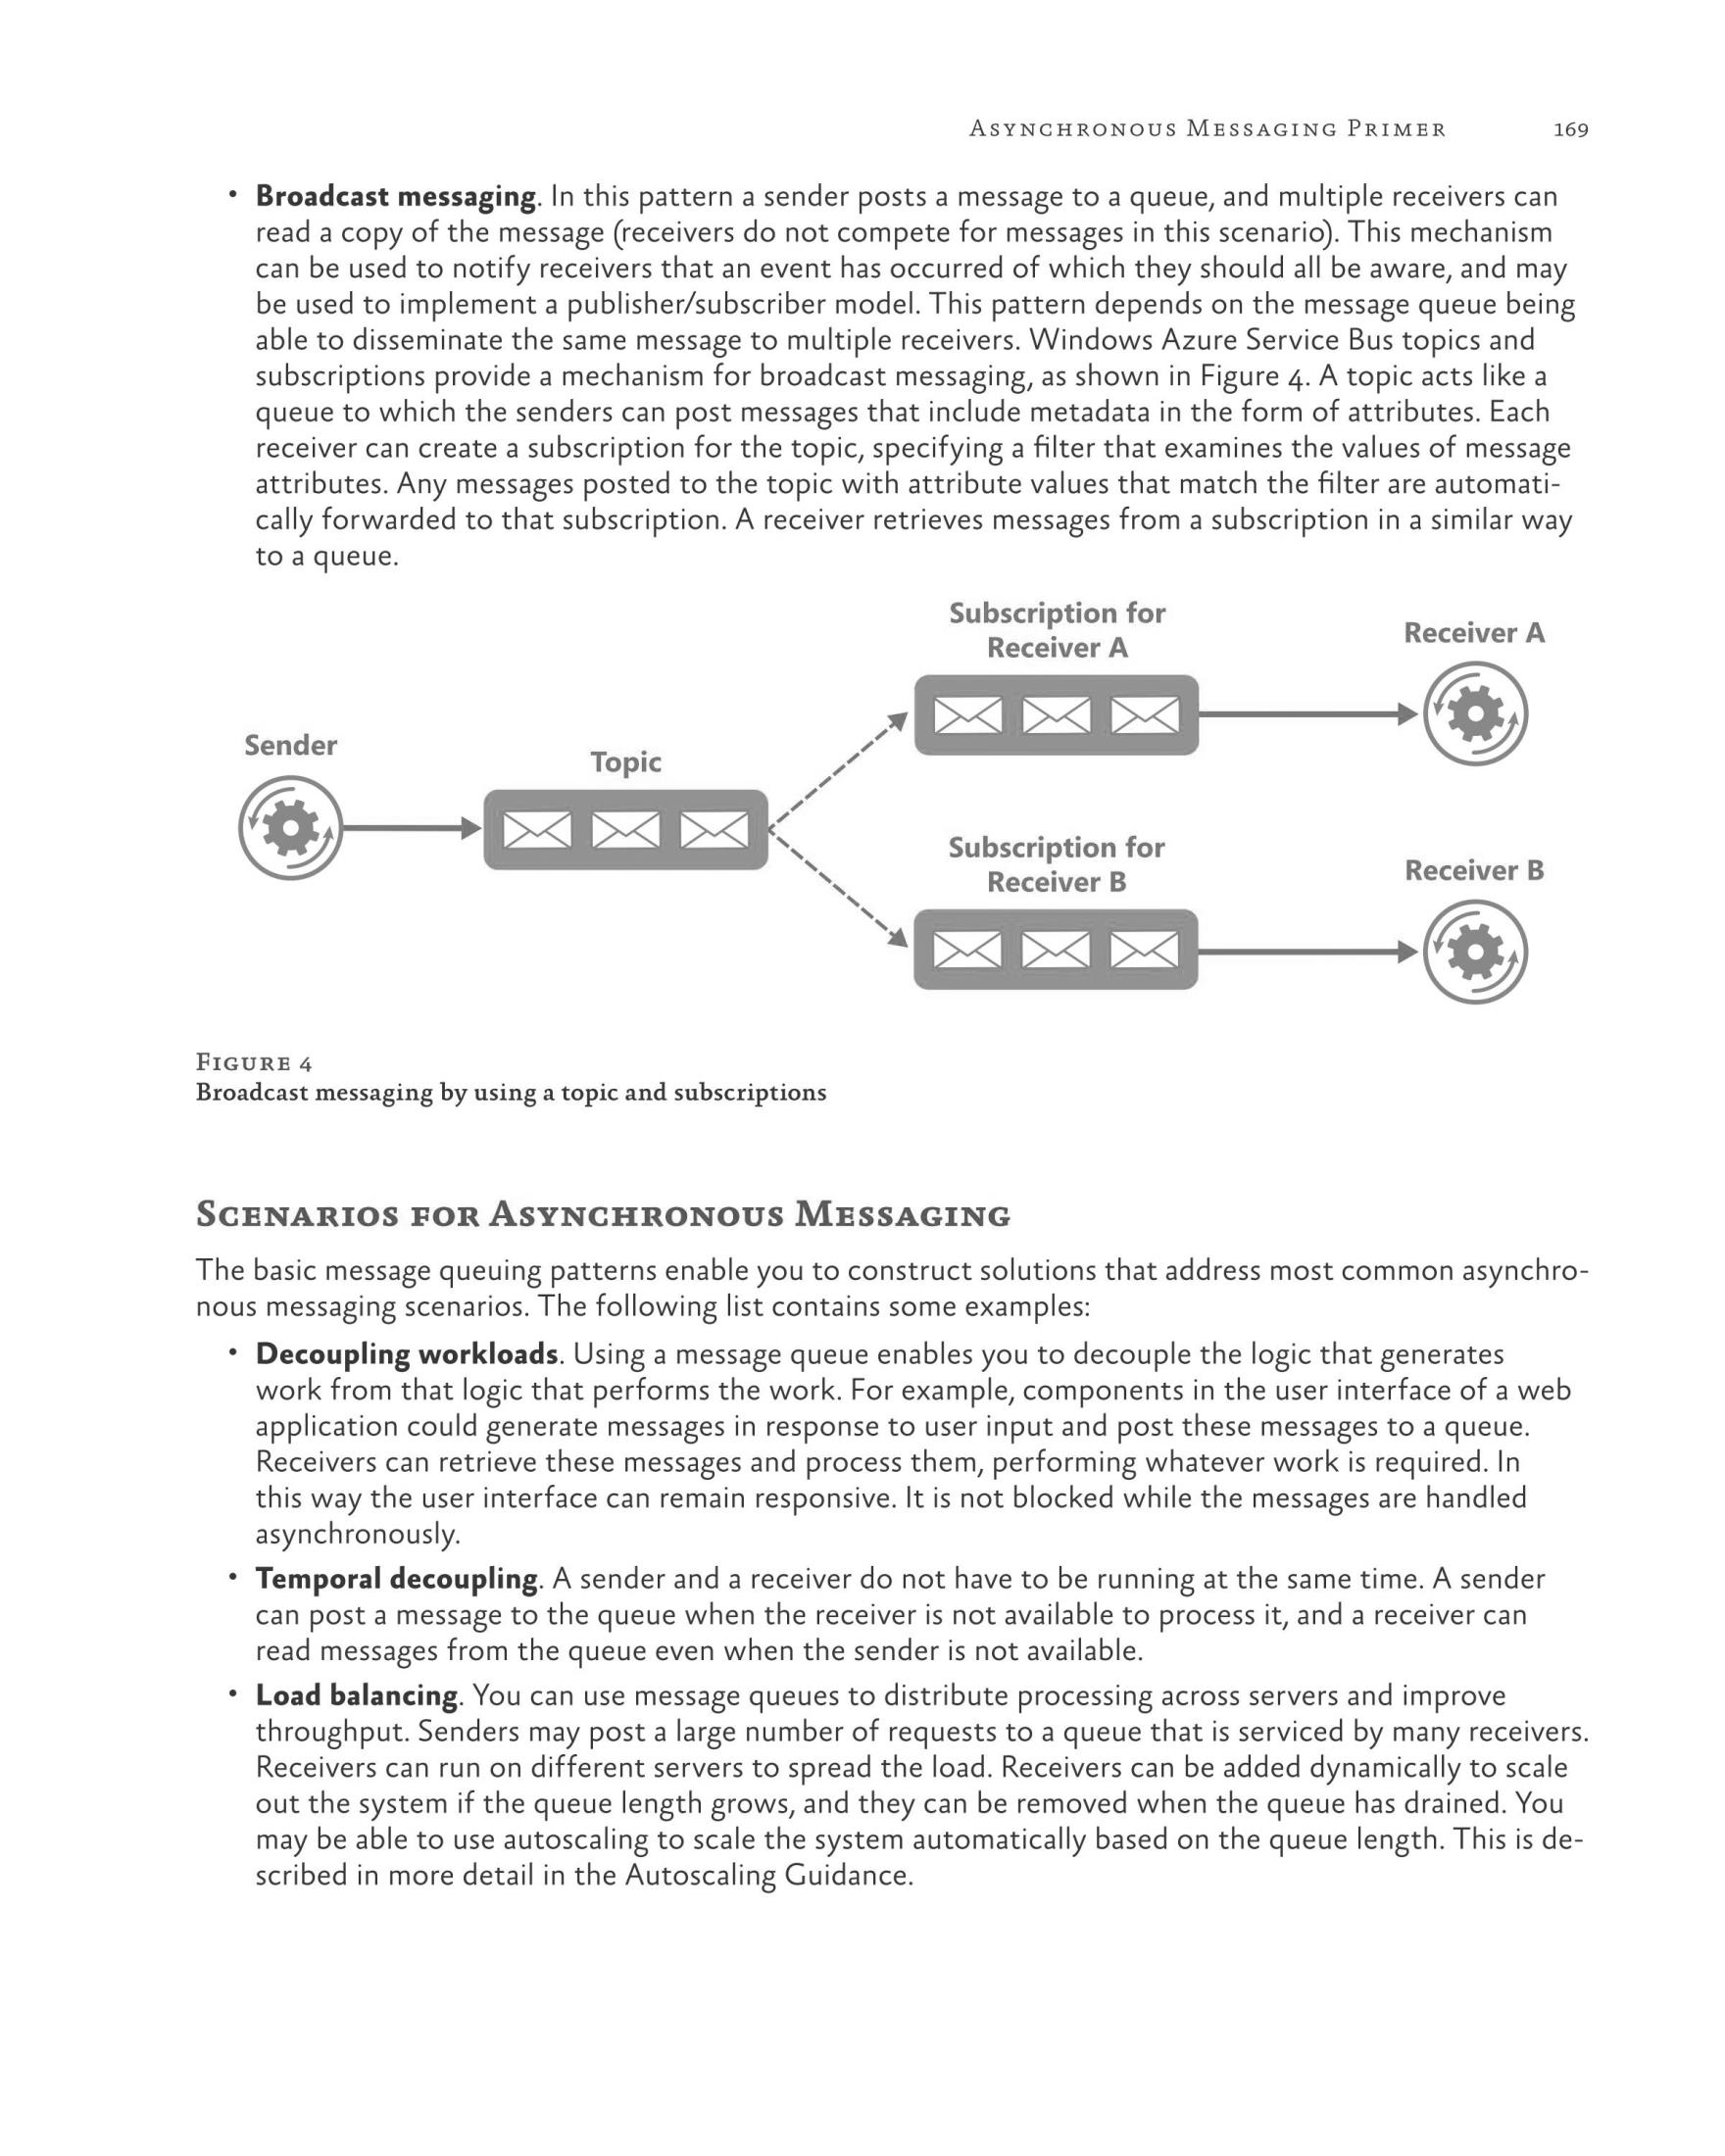 Asynchronous Messaging Primer 169
• Broadcast messaging. In this pattern a sender posts a message to a queue, and multiple receivers can
read a copy of the message (receivers do not compete for messages in this scenario). This mechanism
can be used to notify receivers that an event has occurred of which they should all be aware, and may
be used to implement a publisher/subscriber model. This pattern depends on the message queue being
able to disseminate the same message to multiple receivers. Windows Azure Service Bus topics and
subscriptions provide a mechanism for broadcast messaging, as shown in Figure 4. A topic acts like a
queue to which the senders can post messages that include metadata in the form of attributes. Each
receiver can create a subscription for the topic, specifying a filter that examines the values of message
attributes. Any messages posted to the topic with attribute values that match the filter are automati-
cally forwarded to that subscription. A receiver retrieves messages from a subscription in a similar way
to a queue.
Subscription for
Receiver A
Receiver A
Sender
Topic
Subscription for
Receiver B
Receiver B
Figure 4
Broadcast messaging by using a topic and subscriptions
Scenarios for Asynchronous Messaging
The basic message queuing patterns enable you to construct solutions that address most common asynchro-
nous messaging scenarios. The following list contains some examples:
• Decoupling workloads. Using a message queue enables you to decouple the logic that generates
work from that logic that performs the work. For example, components in the user interface of a web
application could generate messages in response to user input and post these messages to a queue.
Receivers can retrieve these messages and process them, performing whatever work is required. In
this way the user interface can remain responsive. It is not blocked while the messages are handled
asynchronously.
• Temporal decoupling. A sender and a receiver do not have to be running at the same time. A sender
can post a message to the queue when the receiver is not available to process it, and a receiver can
read messages from the queue even when the sender is not available.
• Load balancing. You can use message queues to distribute processing across servers and improve
throughput. Senders may post a large number of requests to a queue that is serviced by many receivers.
Receivers can run on different servers to spread the load. Receivers can be added dynamically to scale
out the system if the queue length grows, and they can be removed when the queue has drained. You
may be able to use autoscaling to scale the system automatically based on the queue length. This is de-
scribed in more detail in the Autoscaling Guidance.